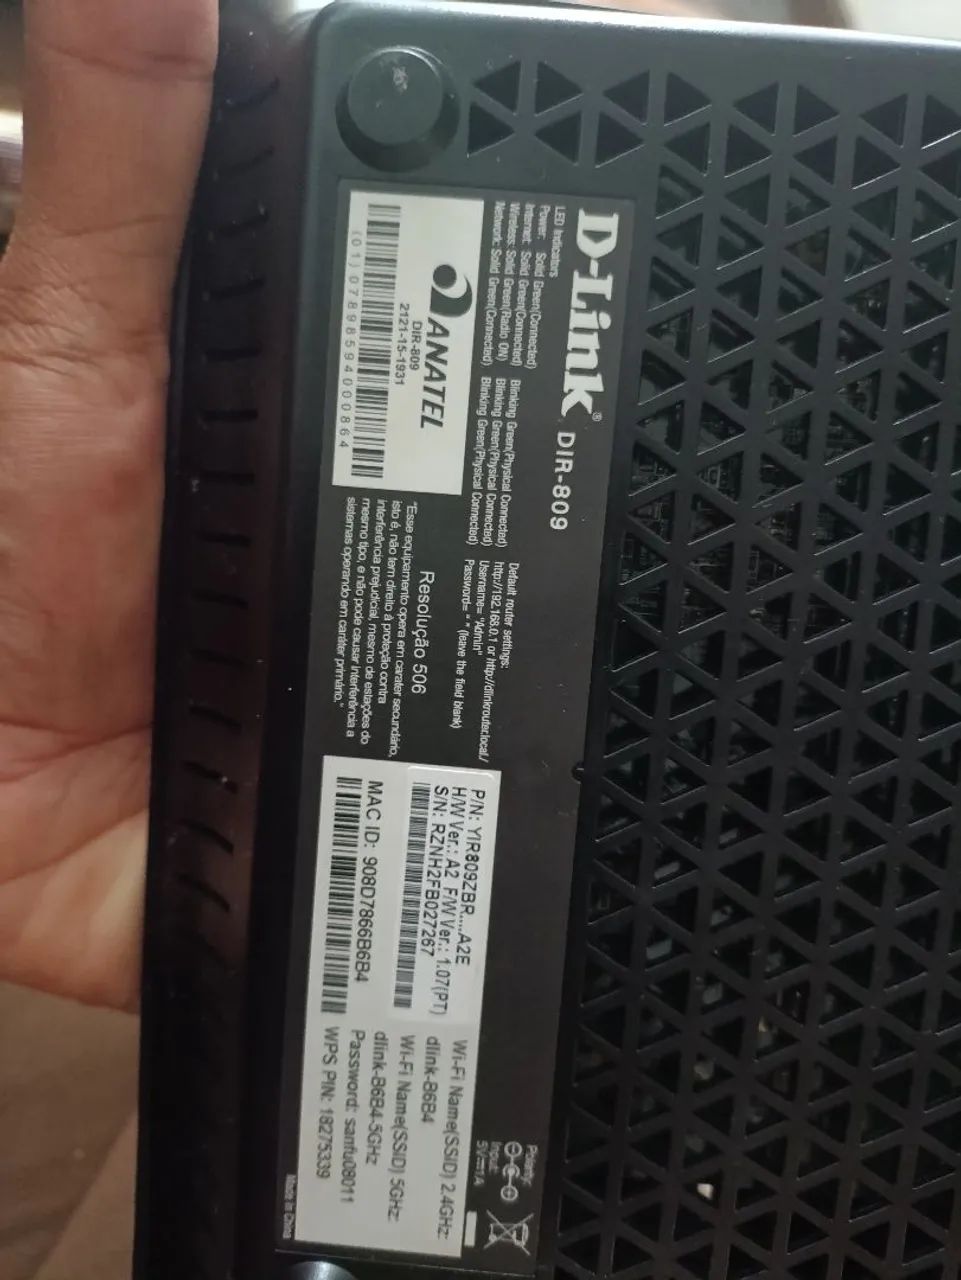 D-Link® DIR-809
LED Indicators
Power: Solid Green(Connected)
Internet: Solid Green(Connected) Blinking Green(Physical Connected)
Wireless: Solid Green(Radio ON) Blinking Green(Physical Connected)
Network: Solid Green(Connected) Blinking Green(Physical Connected)
Default router settings:
http://192.168.0.1 or http://dlinkrouter.local/
Username= "Admin"
Password= " " (leave the field blank)
Polarity:
Input:
5V⎓1A
ANATEL
DIR-809
2121-15-1931
(01)07898594000864
Resolução 506
"Esse equipamento opera em caráter secundário,
isto é, não tem direito à proteção contra
interferência prejudicial, mesmo de estações do
mesmo tipo, e não pode causar interferência a
sistemas operando em caráter primário."
P/N: YIR809ZBR.....A2E
H/W Ver.: A2 F/W Ver.: 1.07(PT)
S/N: RZNH2FB027267
MAC ID: 908D7866B6B4
Wi-Fi Name(SSID) 2.4GHz:
dlink-B6B4
Wi-Fi Name(SSID) 5GHz:
dlink-B6B4-5GHz
Password: sanfu08011
WPS PIN: 18275339
Made in China